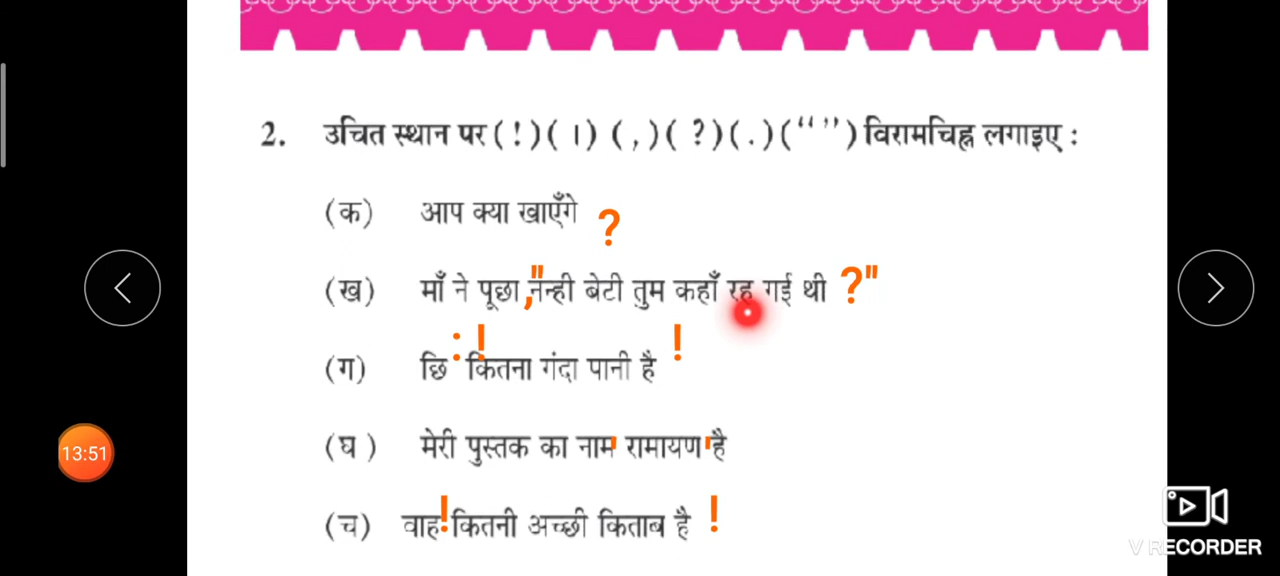 2. उचित स्थान पर ( ! ) ( । ) ( , ) ( ? ) ( . ) ( “ ” ) विरामचिह्न लगाइए :
(क) आप क्या खाएँगे ?
(ख) माँ ने पूछा ,"नन्ही बेटी तुम कहाँ रह गई थी ?"
(ग) छि : ! कितना गंदा पानी है !
(घ ) मेरी पुस्तक का नाम ' रामायण ' है
(च) वाह ! कितनी अच्छी किताब है !
13:51
V RECORDER